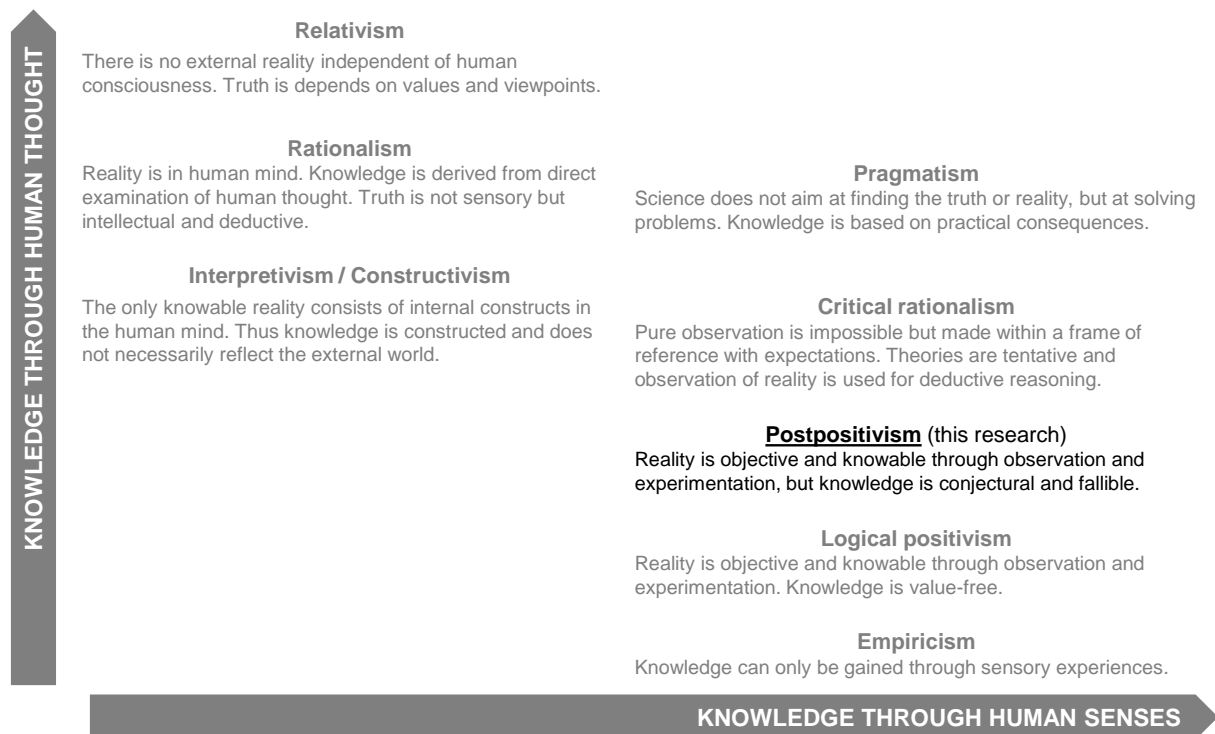 KNOWLEDGE THROUGH HUMAN THOUGHT
Relativism
There is no external reality independent of human
consciousness. Truth is depends on values and viewpoints.
Rationalism
Reality is in human mind. Knowledge is derived from direct
examination of human thought. Truth is not sensory but
intellectual and deductive.
Interpretivism / Constructivism
The only knowable reality consists of internal constructs in
the human mind. Thus knowledge is constructed and does
not necessarily reflect the external world.
Pragmatism
Science does not aim at finding the truth or reality, but at solving
problems. Knowledge is based on practical consequences.
Critical rationalism
Pure observation is impossible but made within a frame of
reference with expectations. Theories are tentative and
observation of reality is used for deductive reasoning.
Postpositivism (this research)
Reality is objective and knowable through observation and
experimentation, but knowledge is conjectural and fallible.
Logical positivism
Reality is objective and knowable through observation and
experimentation. Knowledge is value-free.
Empiricism
Knowledge can only be gained through sensory experiences.
KNOWLEDGE THROUGH HUMAN SENSES